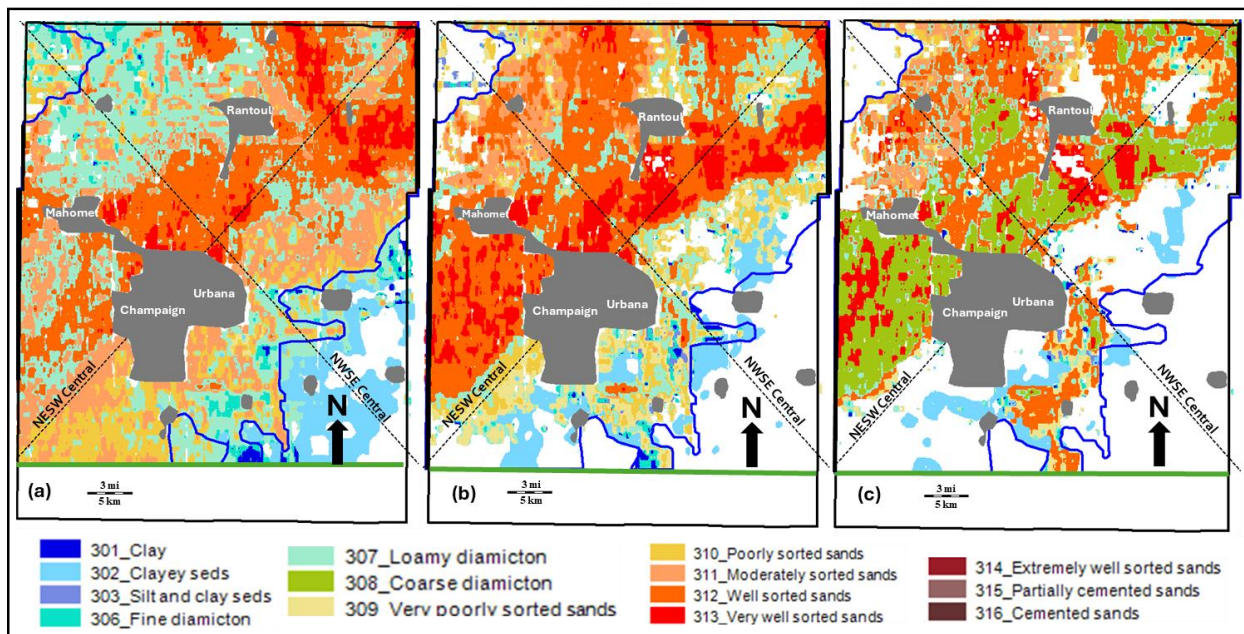 Rantoul
Mahomet
Urbana
Champaign
NESW Central
NWSE Central
N
(a)
3 mi
5 km
Rantoul
Mahomet
Urbana
Champaign
NESW Central
NWSE Central
N
(b)
3 mi
5 km
Rantoul
Mahomet
Urbana
Champaign
NESW Central
NWSE Central
N
(c)
3 mi
5 km
301_Clay
302_Clayey seds
303_Silt and clay seds
306_Fine diamicton
307_Loamy diamicton
308_Coarse diamicton
309_Very poorly sorted sands
310_Poorly sorted sands
311_Moderately sorted sands
312_Well sorted sands
313_Very well sorted sands
314_Extremely well sorted sands
315_Partially cemented sands
316_Cemented sands